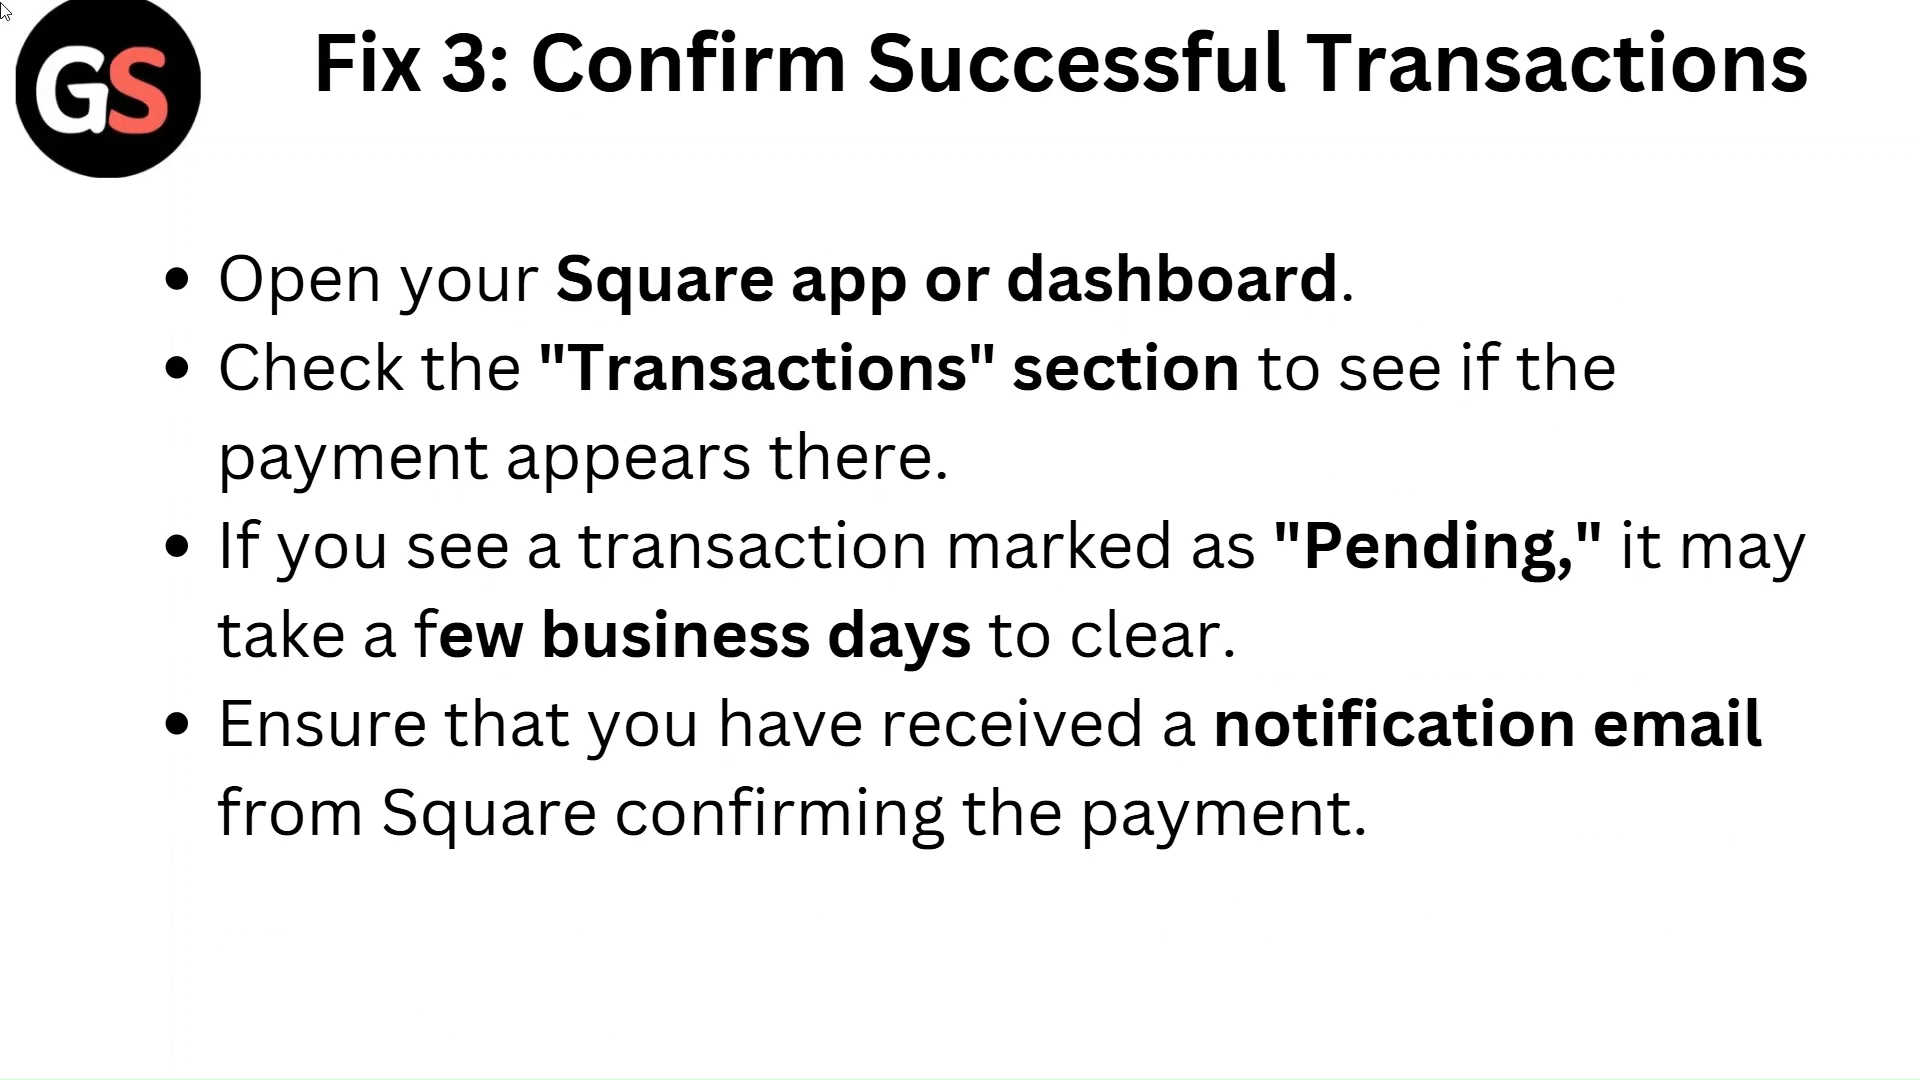 GS
Fix 3: Confirm Successful Transactions
• Open your Square app or dashboard.
• Check the "Transactions" section to see if the
payment appears there.
• If you see a transaction marked as "Pending," it may
take a few business days to clear.
• Ensure that you have received a notification email
from Square confirming the payment.